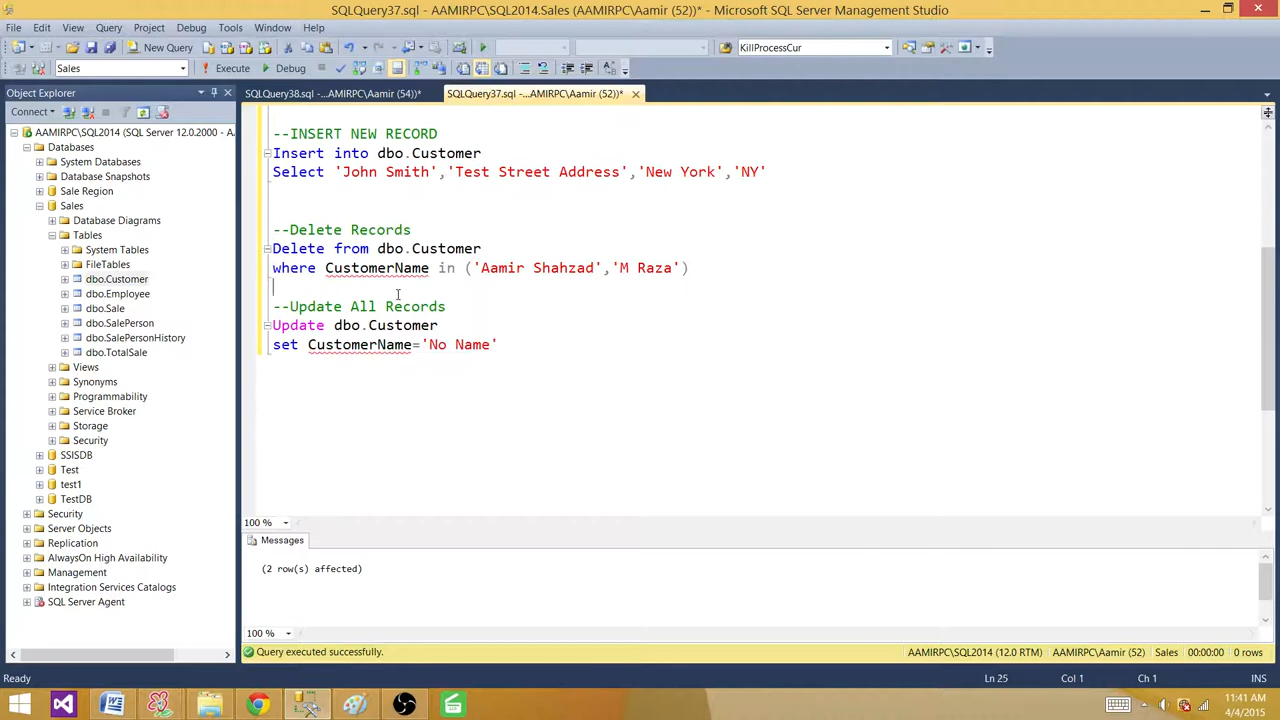 SQLQuery37.sql - AAMIRPC\SQL2014.Sales (AAMIRPC\Aamir (52))* - Microsoft SQL Server Management Studio
File Edit View Query Project Debug Tools Window Help
New Query KillProcessCur
Sales Execute Debug
Object Explorer
SQLQuery38.sql -...AMIRPC\Aamir (54))* SQLQuery37.sql -...AMIRPC\Aamir (52))*
Connect
AAMIRPC\SQL2014 (SQL Server 12.0.2000 - A
Databases
System Databases
Database Snapshots
Sale Region
Sales
Database Diagrams
Tables
System Tables
FileTables
dbo.Customer
dbo.Employee
dbo.Sale
dbo.SalePerson
dbo.SalePersonHistory
dbo.TotalSale
Views
Synonyms
Programmability
Service Broker
Storage
Security
SSISDB
Test
test1
TestDB
Security
Server Objects
Replication
AlwaysOn High Availability
Management
Integration Services Catalogs
SQL Server Agent
--INSERT NEW RECORD
Insert into dbo.Customer
Select 'John Smith','Test Street Address','New York','NY'
--Delete Records
Delete from dbo.Customer
where CustomerName in ('Aamir Shahzad','M Raza')
--Update All Records
Update dbo.Customer
set CustomerName='No Name'
100 %
Messages
(2 row(s) affected)
100 %
Query executed successfully. AAMIRPC\SQL2014 (12.0 RTM) AAMIRPC\Aamir (52) Sales 00:00:00 0 rows
Ready Ln 25 Col 1 Ch 1 INS
11:41 AM
4/4/2015